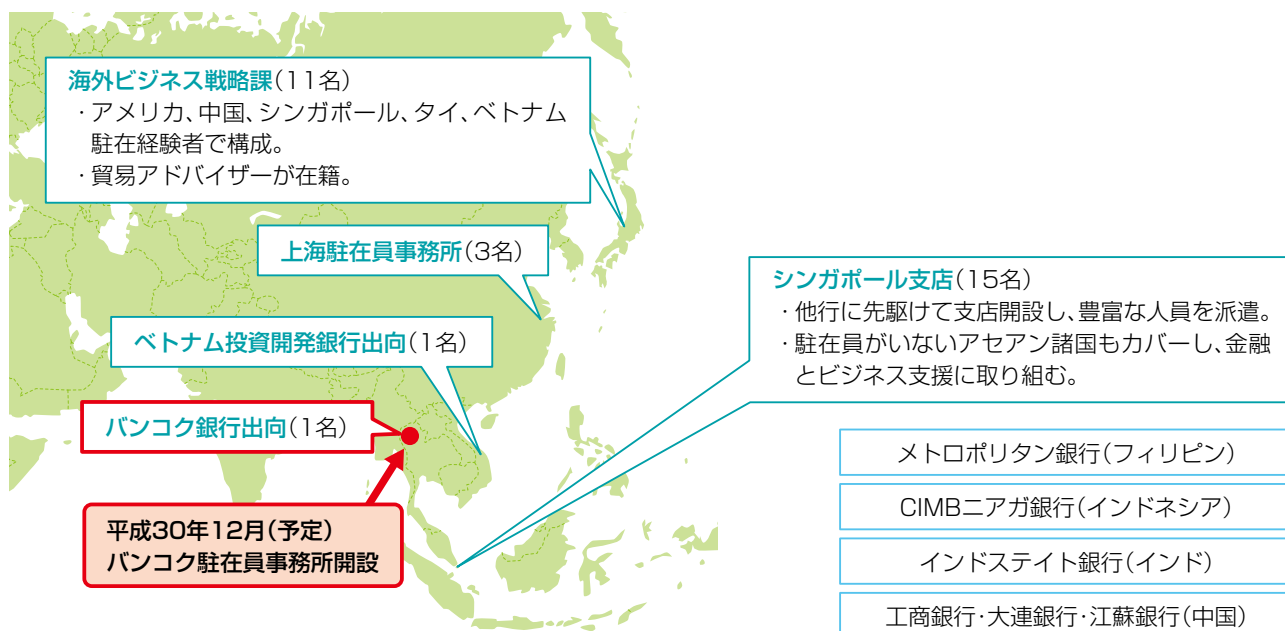 海外ビジネス戦略課(11名)
・アメリカ、中国、シンガポール、タイ、ベトナム
駐在経験者で構成。
・貿易アドバイザーが在籍。
上海駐在員事務所(3名)
ベトナム投資開発銀行出向(1名)
バンコク銀行出向(1名)
平成30年12月(予定)
バンコク駐在員事務所開設
シンガポール支店(15名)
・他行に先駆けて支店開設し、豊富な人員を派遣。
・駐在員がいないアセアン諸国もカバーし、金融
とビジネス支援に取り組む。
メトロポリタン銀行(フィリピン)
CIMBニアガ銀行(インドネシア)
インドステイト銀行(インド)
工商銀行・大連銀行・江蘇銀行(中国)